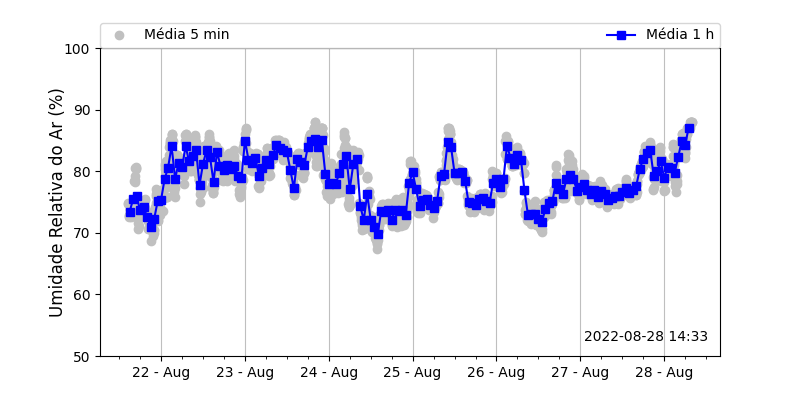 Média 5 min
Média 1 h
Umidade Relativa do Ar (%)
100
90
80
70
60
50
2022-08-28 14:33
22 - Aug
23 - Aug
24 - Aug
25 - Aug
26 - Aug
27 - Aug
28 - Aug